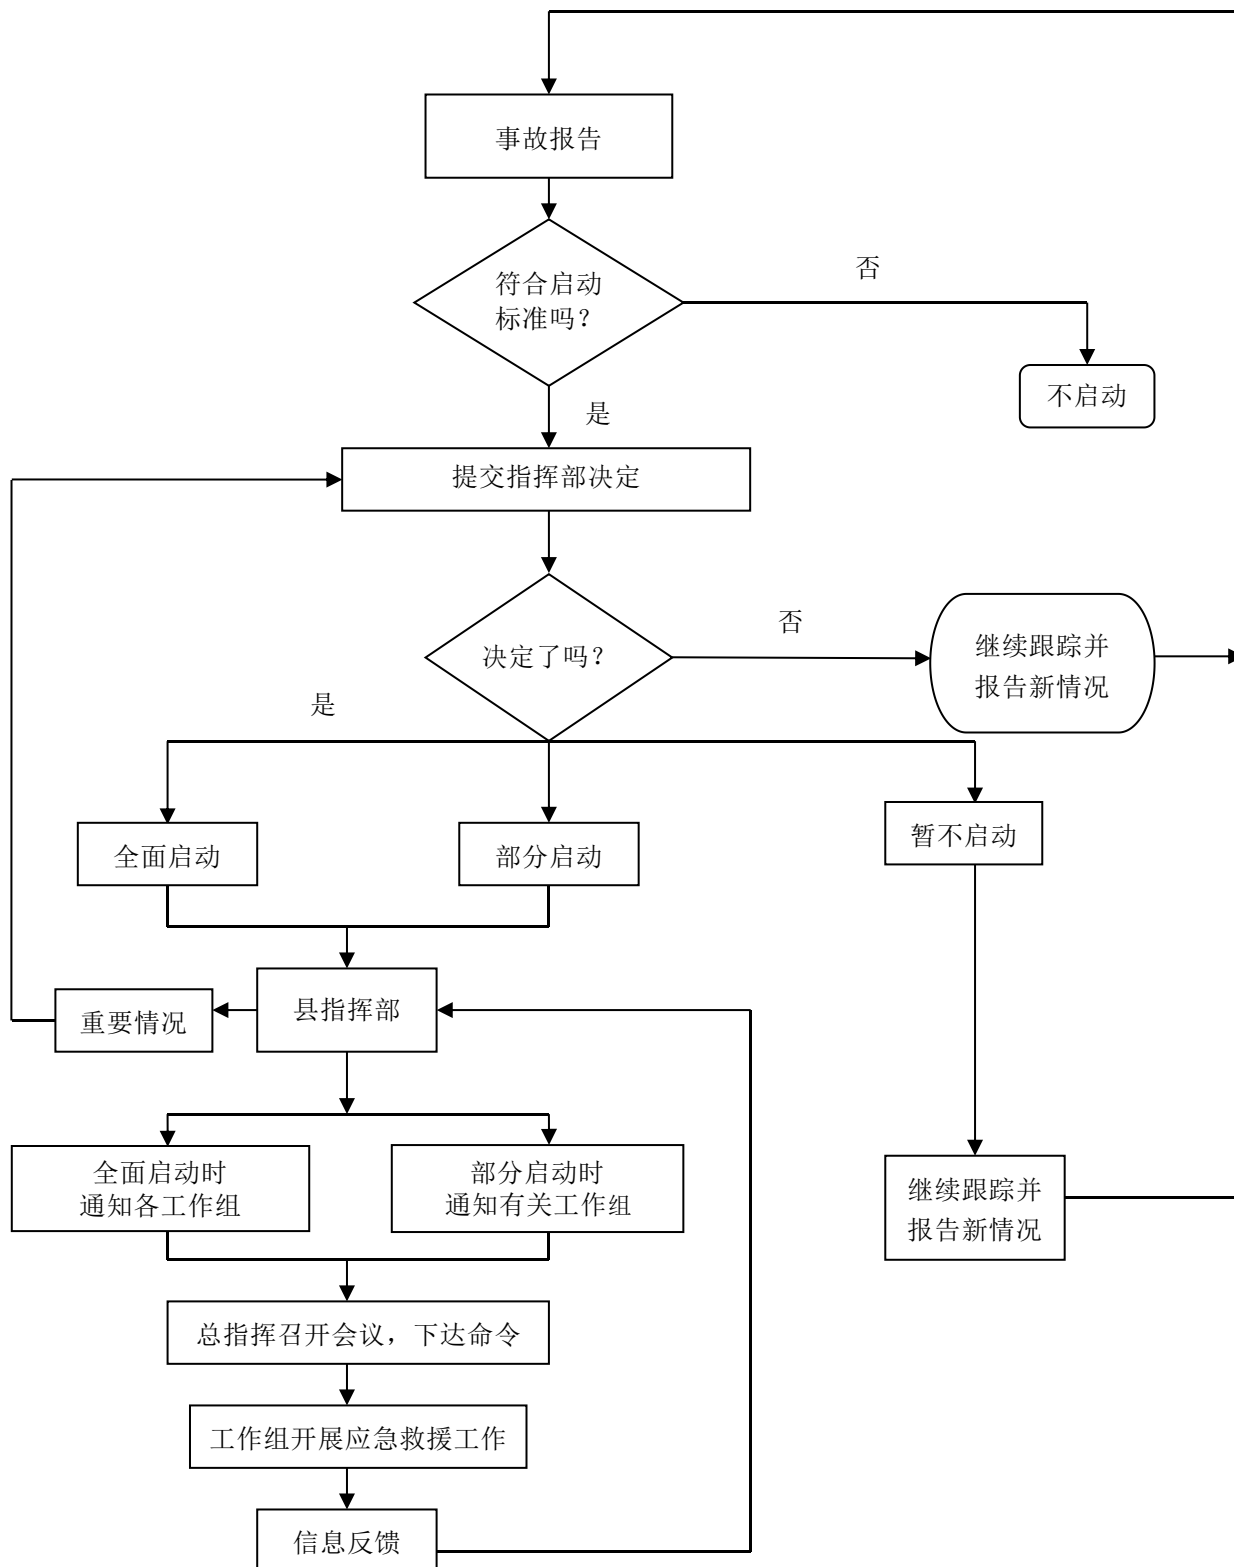 事故报告
符合启动
标准吗？
否
不启动
是
提交指挥部决定
决定了吗？
否
继续跟踪并
报告新情况
是
全面启动
部分启动
暂不启动
重要情况
县指挥部
全面启动时
通知各工作组
部分启动时
通知有关工作组
继续跟踪并
报告新情况
总指挥召开会议，下达命令
工作组开展应急救援工作
信息反馈